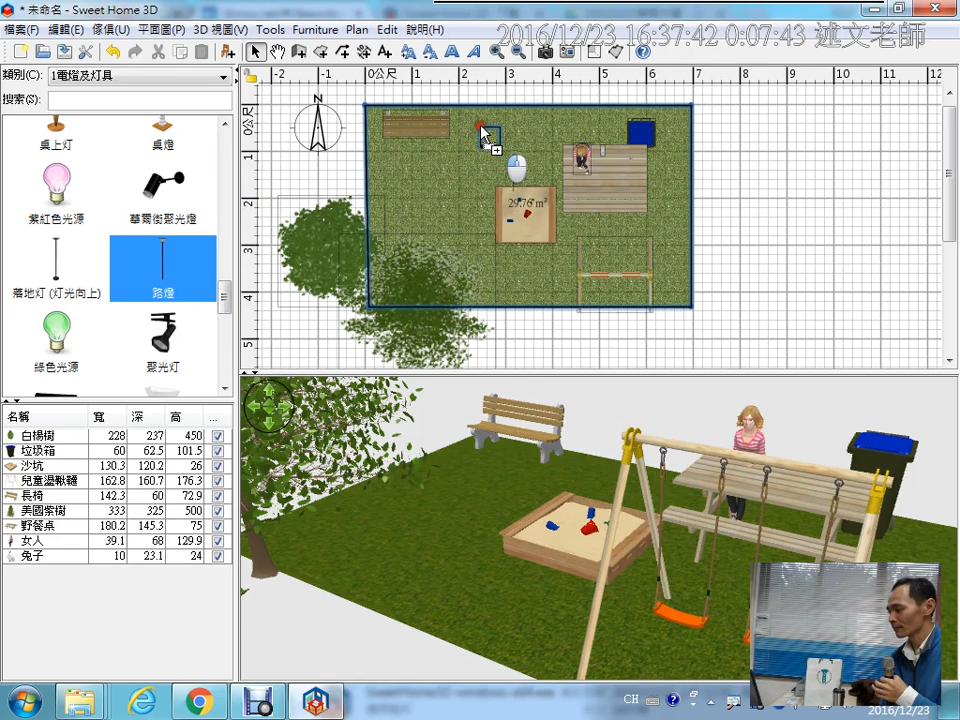 * 未命名 - Sweet Home 3D
檔案(F) 編輯(E) 傢俱(U) 平面圖(P) 3D 視圖(V) Tools Furniture Plan Edit 說明(H)
2016/12/23 16:37:42 0:07:43 述文老師
類別(C): 1電燈及灯具
搜索(S):
桌上灯 桌燈
紫紅色光源 華爾街聚光燈
落地灯 (灯光向上) 路燈
綠色光源 聚光灯
名稱 寬 深 高 ...
白楊樹 228 237 450
垃圾箱 60 62.5 101.5
沙坑 130.3 120.2 26
兒童盪鞦韆 162.8 160.7 176.3
長椅 142.3 60 72.9
美國紫樹 333 325 500
野餐桌 180.2 145.3 75
女人 39.1 68 129.9
兔子 10 23.1 24
-2 -1 0公尺 1 2 3 4 5 6 7 8 9 10 11 12
0公尺
1
2
3
4
5
N
29.76 m²
CH
2016/12/23